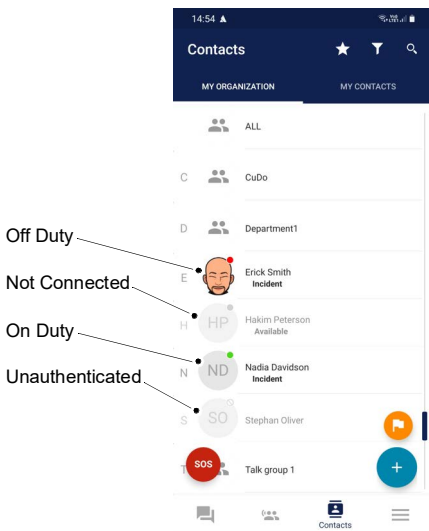 14:54
Contacts
MY ORGANIZATION
MY CONTACTS
ALL
C
CuDo
D
Department1
Off Duty
E
Erick Smith
Incident
Not Connected
H
HP
Hakim Peterson
Available
On Duty
N
ND
Nadia Davidson
Incident
Unauthenticated
S
SO
Stephan Oliver
T
SOS
Talk group 1
+
Contacts